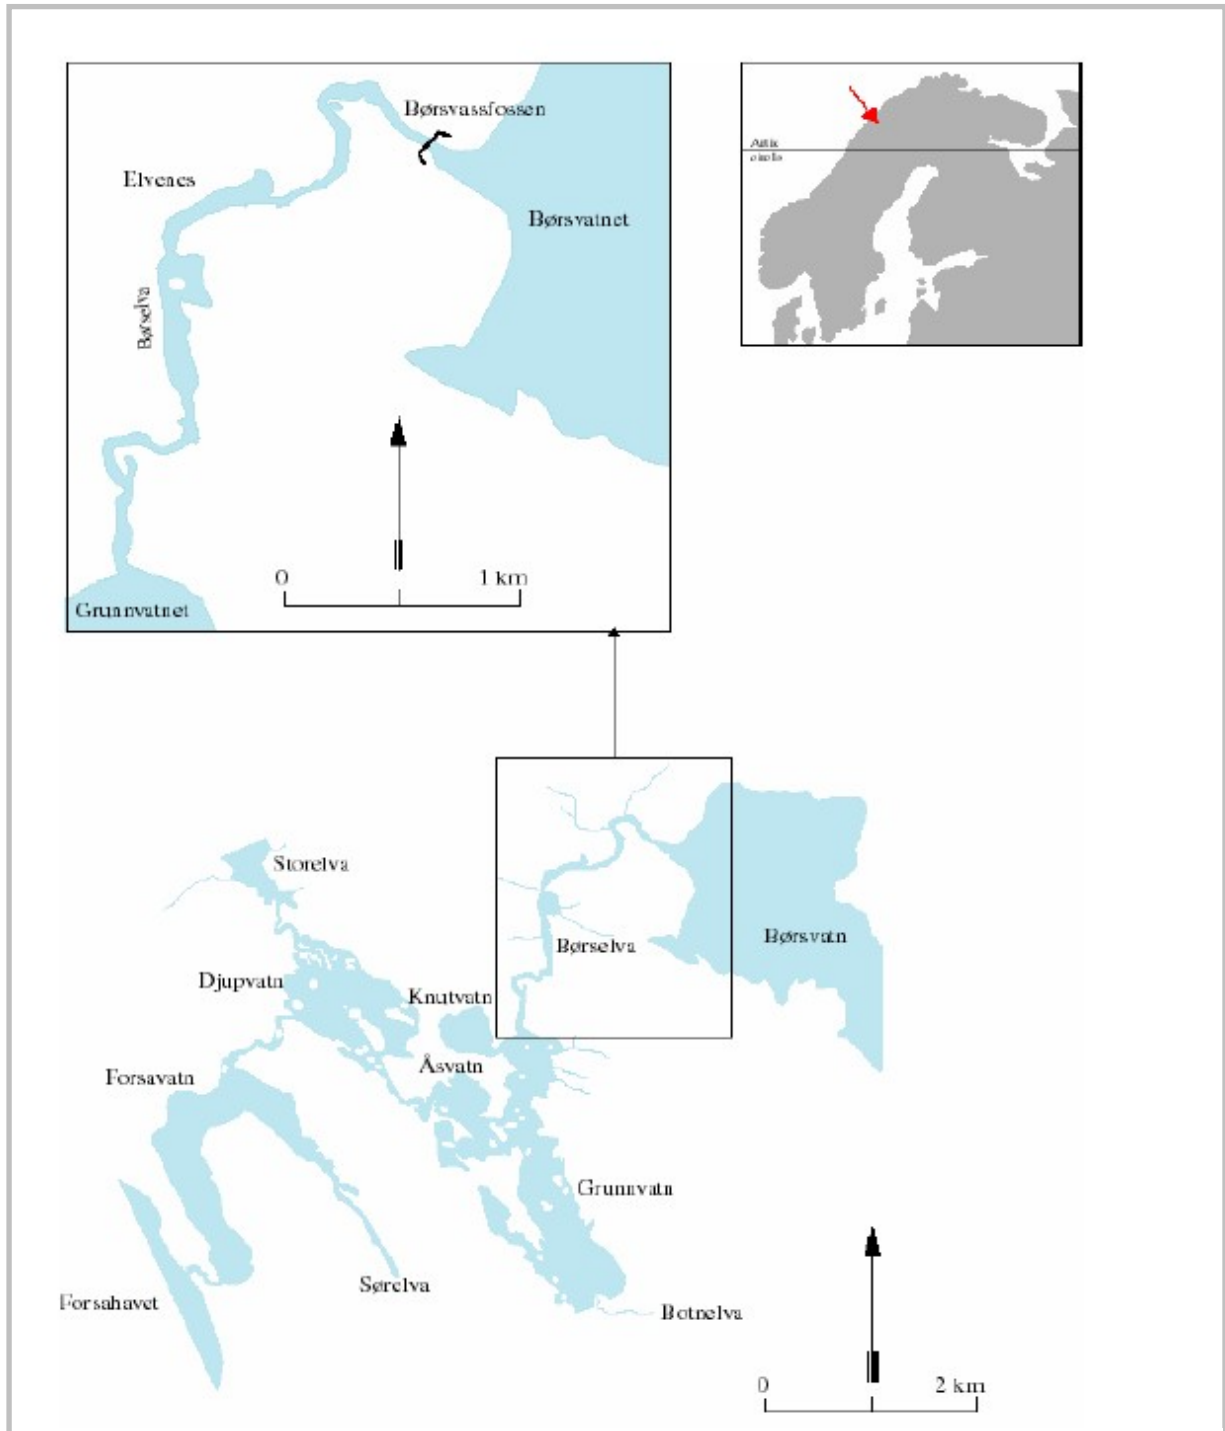 Børsvassfossen
Elvenes
Børsvatnet
Børselva
0 1 km
Grunnvatnet
Storelva
Børselva
Børsvatn
Djupvatn
Knutvatn
Åsvatn
Forsavatn
Grunnvatn
Sørelva
Forsahavet
Botnelva
0 2 km